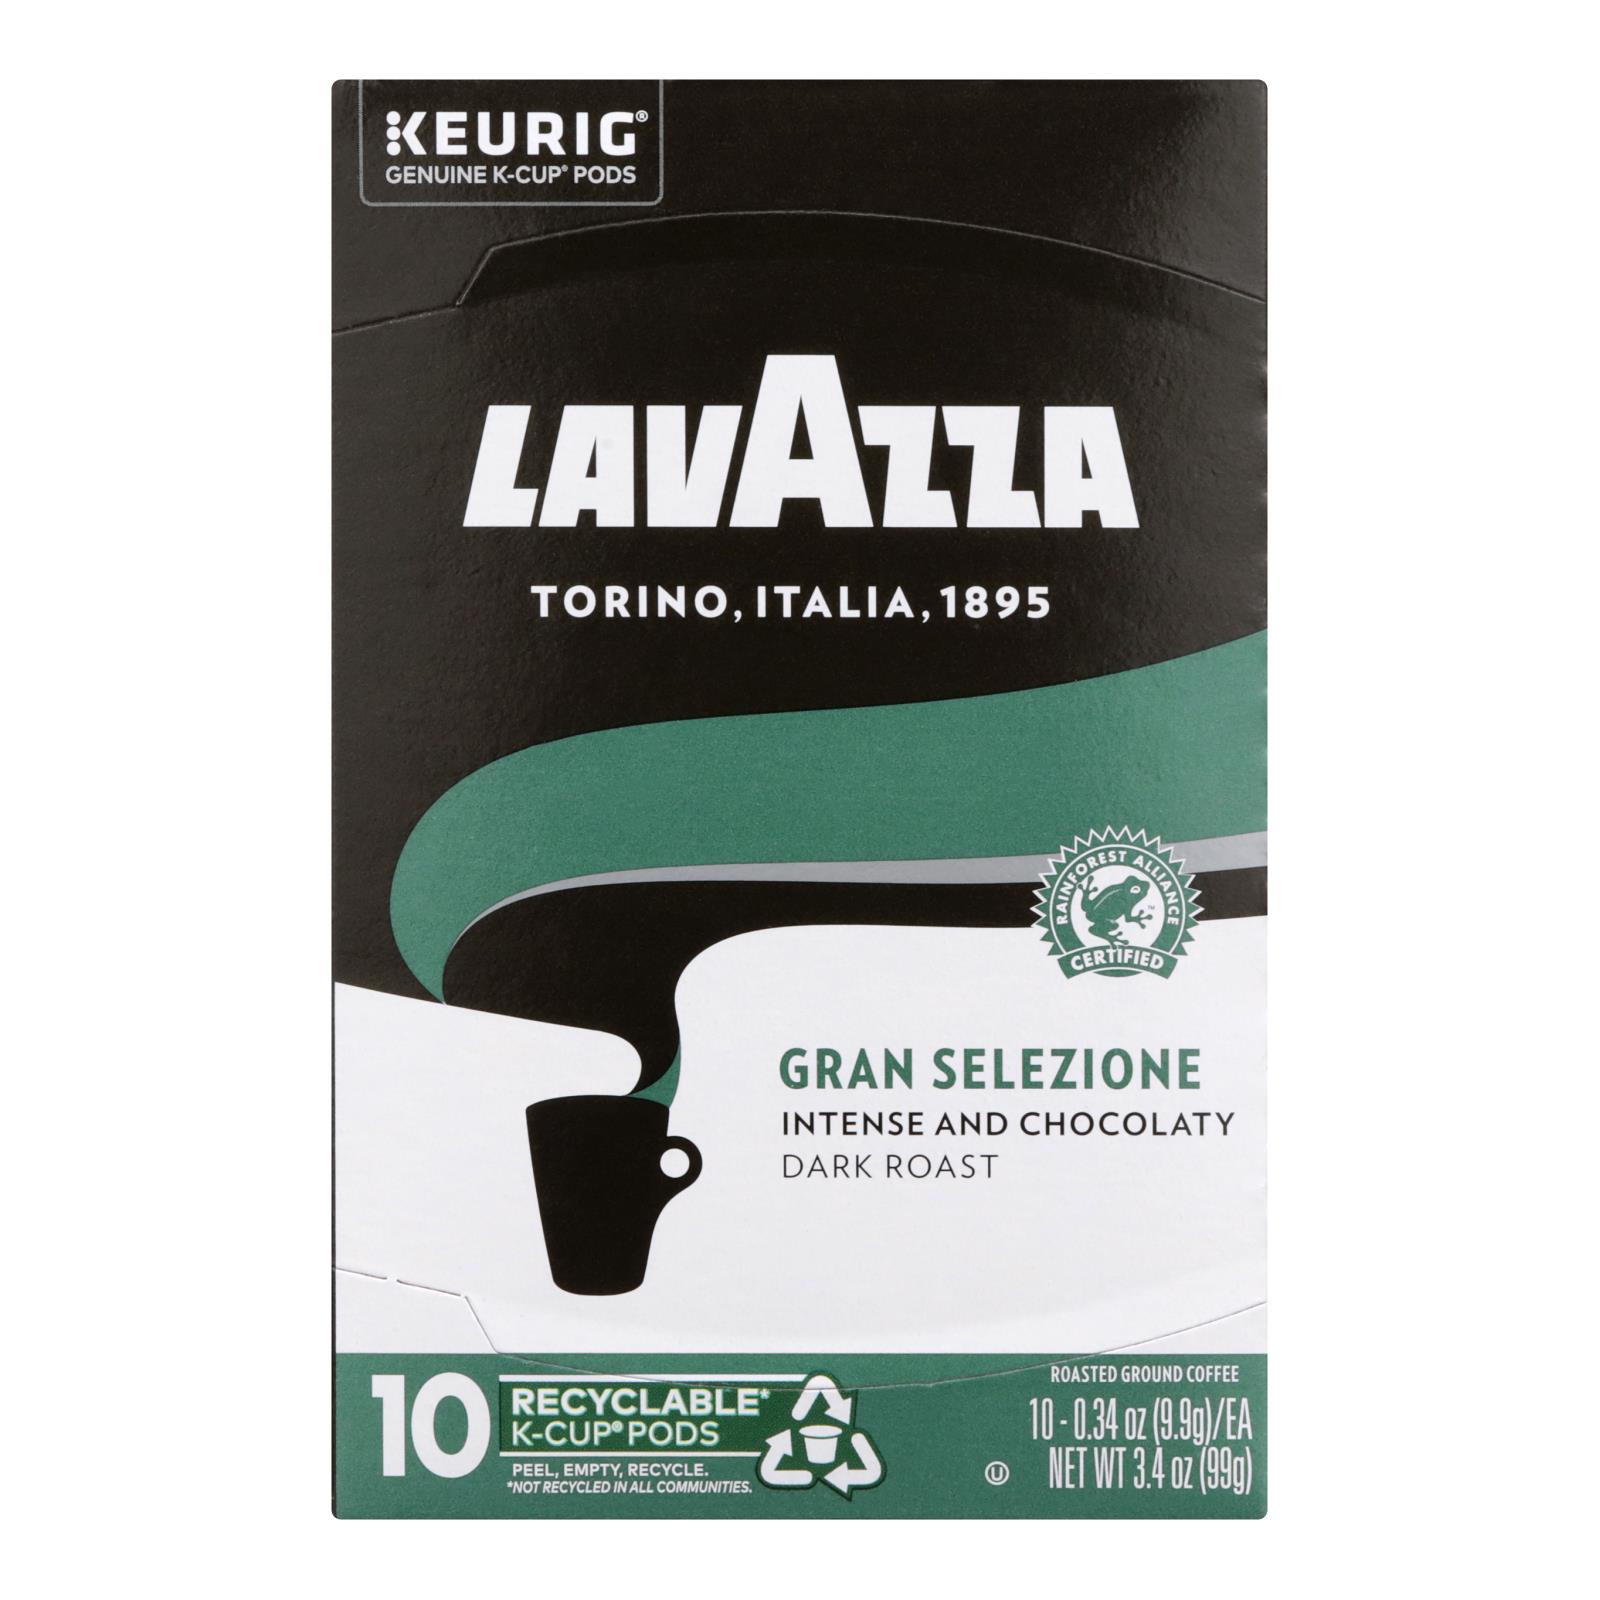 KEURIG®
GENUINE K-CUP® PODS
LAVAZZA
TORINO, ITALIA, 1895
RAINFOREST ALLIANCE
TM
CERTIFIED
GRAN SELEZIONE
INTENSE AND CHOCOLATY
DARK ROAST
10
RECYCLABLE*
K-CUP® PODS
PEEL, EMPTY, RECYCLE.
*NOT RECYCLED IN ALL COMMUNITIES.
U
ROASTED GROUND COFFEE
10 - 0.34 oz (9.9g)/EA
NET WT 3.4 oz (99g)